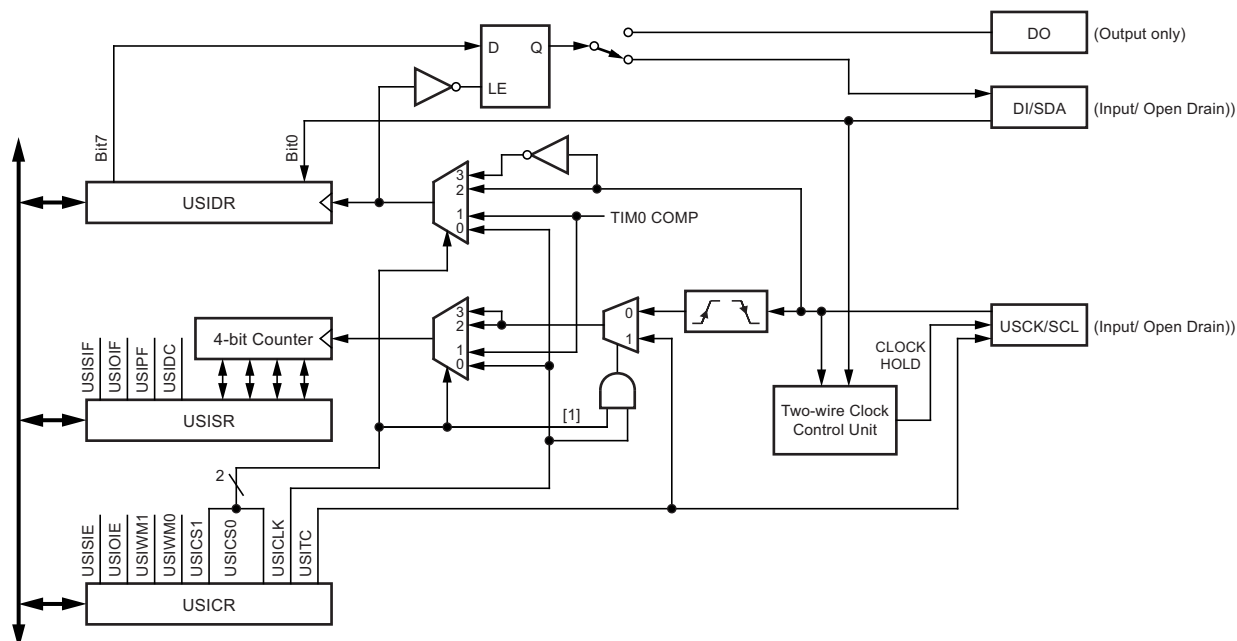 DO
(Output only)
D
Q
LE
DI/SDA
(Input/ Open Drain))
Bit7
Bit0
3
2
1
0
TIM0 COMP
USIDR
3
2
1
0
0
1
USCK/SCL
(Input/ Open Drain))
4-bit Counter
CLOCK
HOLD
USISIF
USIOIF
USIPF
USIDC
[1]
Two-wire Clock
Control Unit
USISR
2
USISIE
USIOIE
USIWM1
USIWM0
USICS1
USICS0
USICLK
USITC
USICR